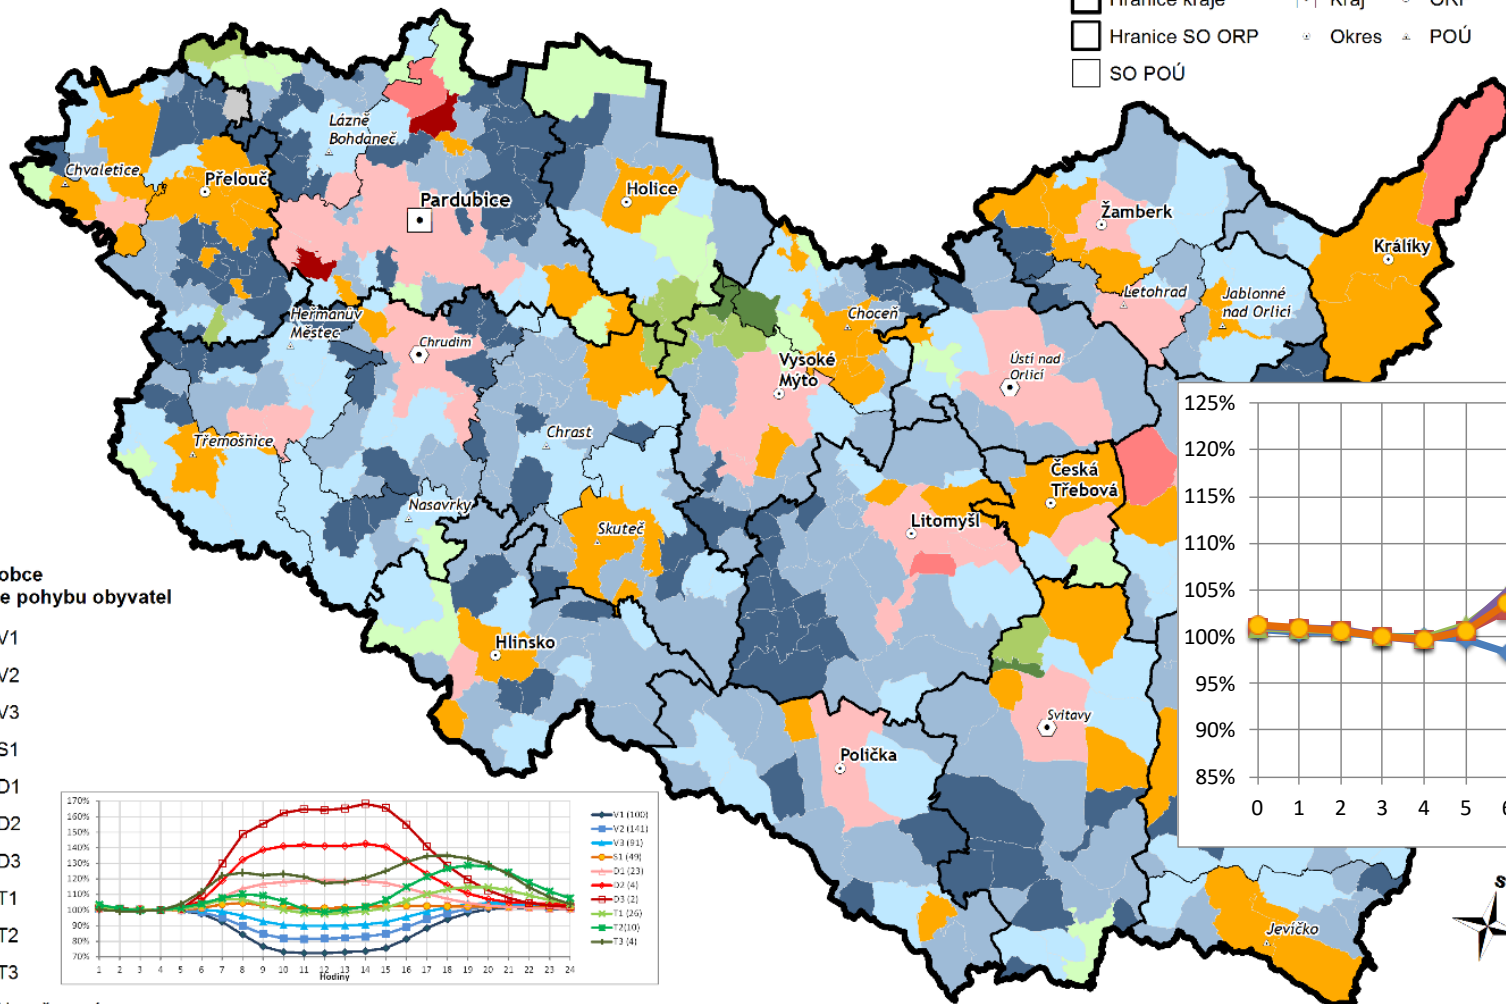 Hranice kraje
Kraj
ORP
Hranice SO ORP
Okres
POÚ
SO POÚ
Lázně
Bohdaneč
Chvaletice
Přelouč
Pardubice
Holice
Žamberk
Králíky
Letohrad
Jablonné
nad Orlicí
Heřmanův
Městec
Choceň
Chrudim
Vysoké
Mýto
Ústí nad
Orlicí
Třemošnice
Chrast
Česká
Třebová
Nasavrky
Skuteč
Litomyšl
Hlinsko
Svitavy
Polička
Jevíčko
obce
e pohybu obyvatel
V1
V2
V3
S1
D1
D2
D3
T1
T2
T3
170%
160%
150%
140%
130%
120%
110%
100%
90%
80%
70%
1 2 3 4 5 6 7 8 9 10 11 12 13 14 15 16 17 18 19 20 21 22 23 24
Hodiny
V1 (100)
V2 (141)
V3 (91)
S1 (49)
D1 (23)
D2 (4)
D3 (2)
T1 (26)
T2(10)
T3 (4)
125%
120%
115%
110%
105%
100%
95%
90%
85%
0 1 2 3 4 5 6
s